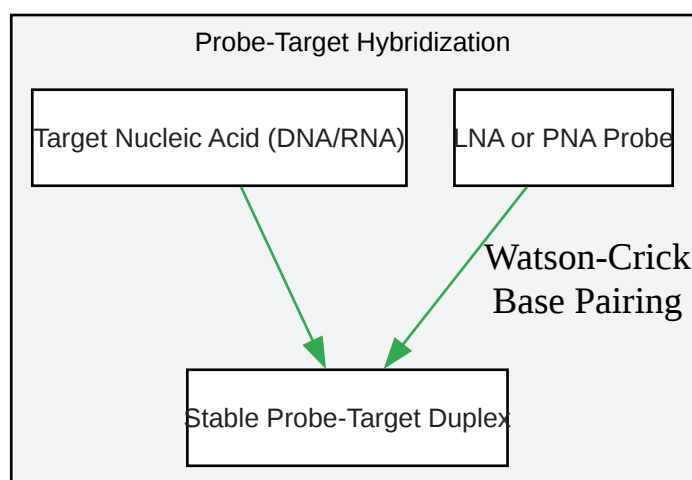 Probe-Target Hybridization
Target Nucleic Acid (DNA/RNA)
LNA or PNA Probe
Watson-Crick
Base Pairing
Stable Probe-Target Duplex